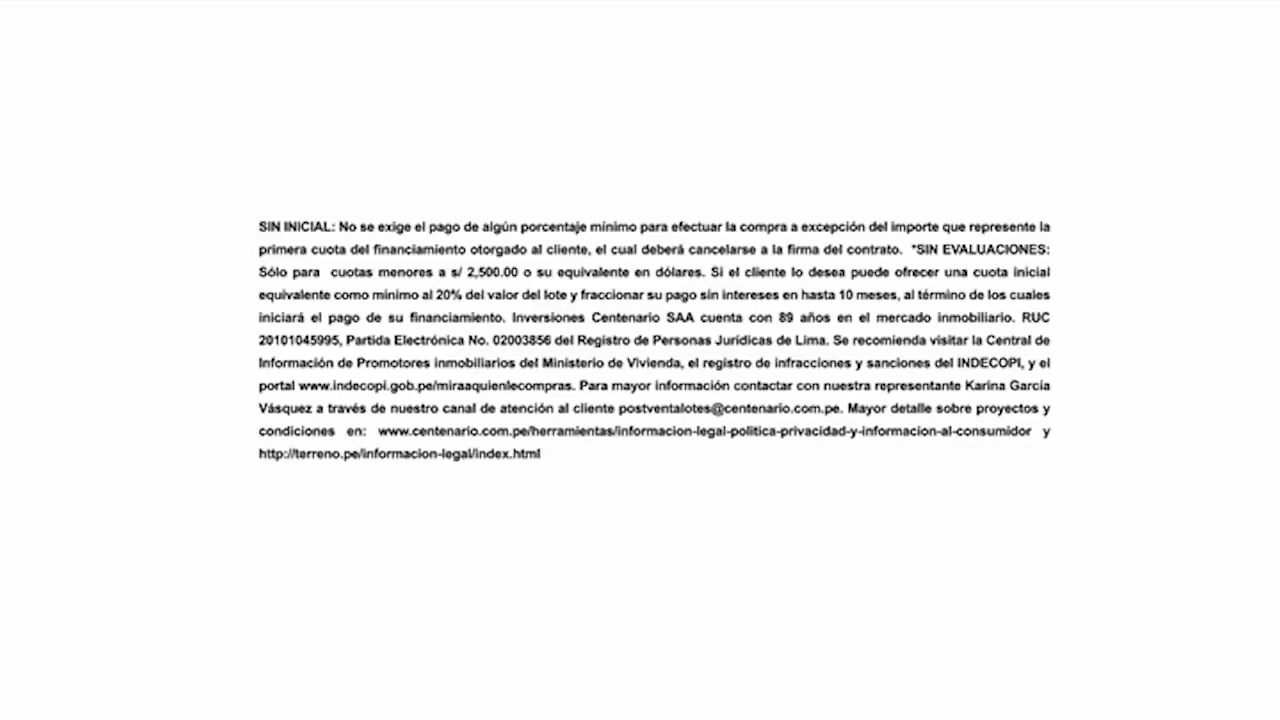 SIN INICIAL: No se exige el pago de algún porcentaje mínimo para efectuar la compra a excepción del importe que represente la
primera cuota del financiamiento otorgado al cliente, el cual deberá cancelarse a la firma del contrato. *SIN EVALUACIONES:
Sólo para cuotas menores a s/ 2,500.00 o su equivalente en dólares. Si el cliente lo desea puede ofrecer una cuota inicial
equivalente como mínimo al 20% del valor del lote y fraccionar su pago sin intereses en hasta 10 meses, al término de los cuales
iniciará el pago de su financiamiento. Inversiones Centenario SAA cuenta con 89 años en el mercado inmobiliario. RUC
20101045995, Partida Electrónica No. 02003856 del Registro de Personas Jurídicas de Lima. Se recomienda visitar la Central de
Información de Promotores inmobiliarios del Ministerio de Vivienda, el registro de infracciones y sanciones del INDECOPI, y el
portal www.indecopi.gob.pe/miraaquienlecompras. Para mayor información contactar con nuestra representante Karina García
Vásquez a través de nuestro canal de atención al cliente postventalotes@centenario.com.pe. Mayor detalle sobre proyectos y
condiciones en: www.centenario.com.pe/herramientas/informacion-legal-politica-privacidad-y-informacion-al-consumidor y
http://terreno.pe/informacion-legal/index.html